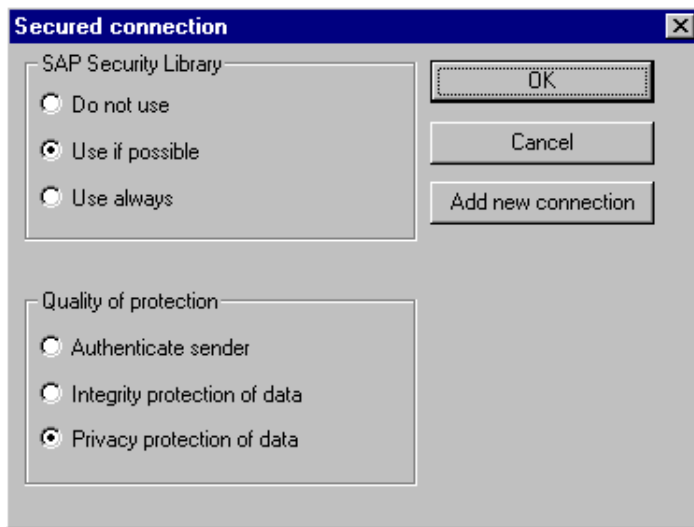 Secured connection
SAP Security Library
Do not use
Use if possible
Use always
OK
Cancel
Add new connection
Quality of protection
Authenticate sender
Integrity protection of data
Privacy protection of data